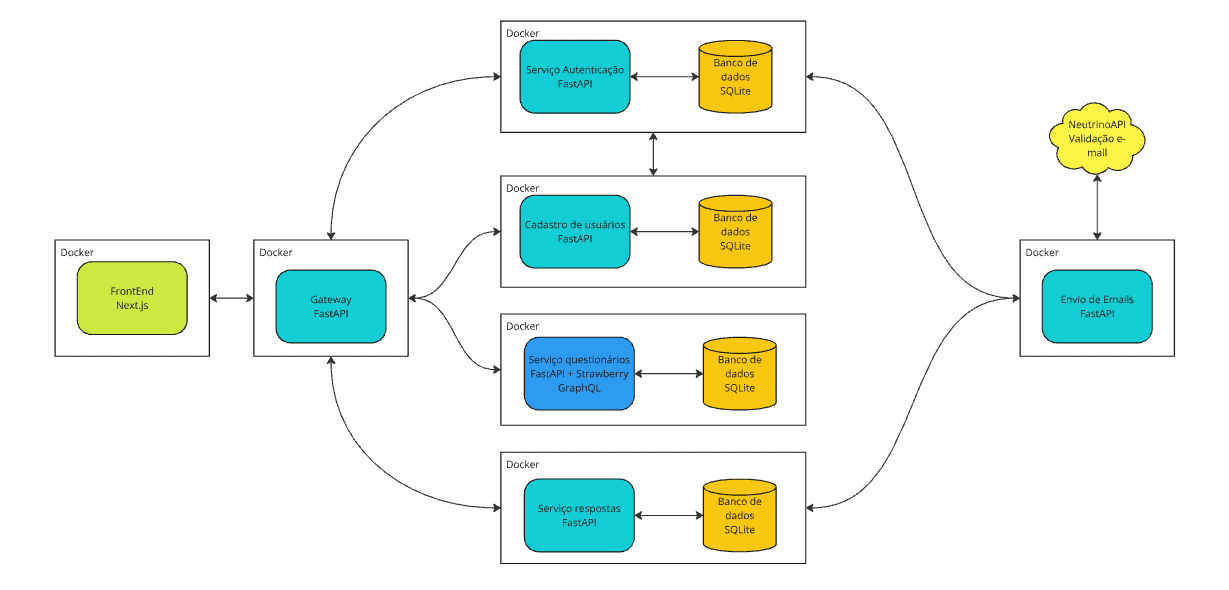 Docker
FrontEnd
Next.js
Docker
Gateway
FastAPI
Docker
Serviço Autenticação
FastAPI
Banco de
dados
SQLite
Docker
Cadastro de usuários
FastAPI
Banco de
dados
SQLite
Docker
Serviço questionários
FastAPI + Strawberry
GraphQL
Banco de
dados
SQLite
Docker
Serviço respostas
FastAPI
Banco de
dados
SQLite
NeutrinoAPI
Validação e-
mail
Docker
Envio de Emails
FastAPI